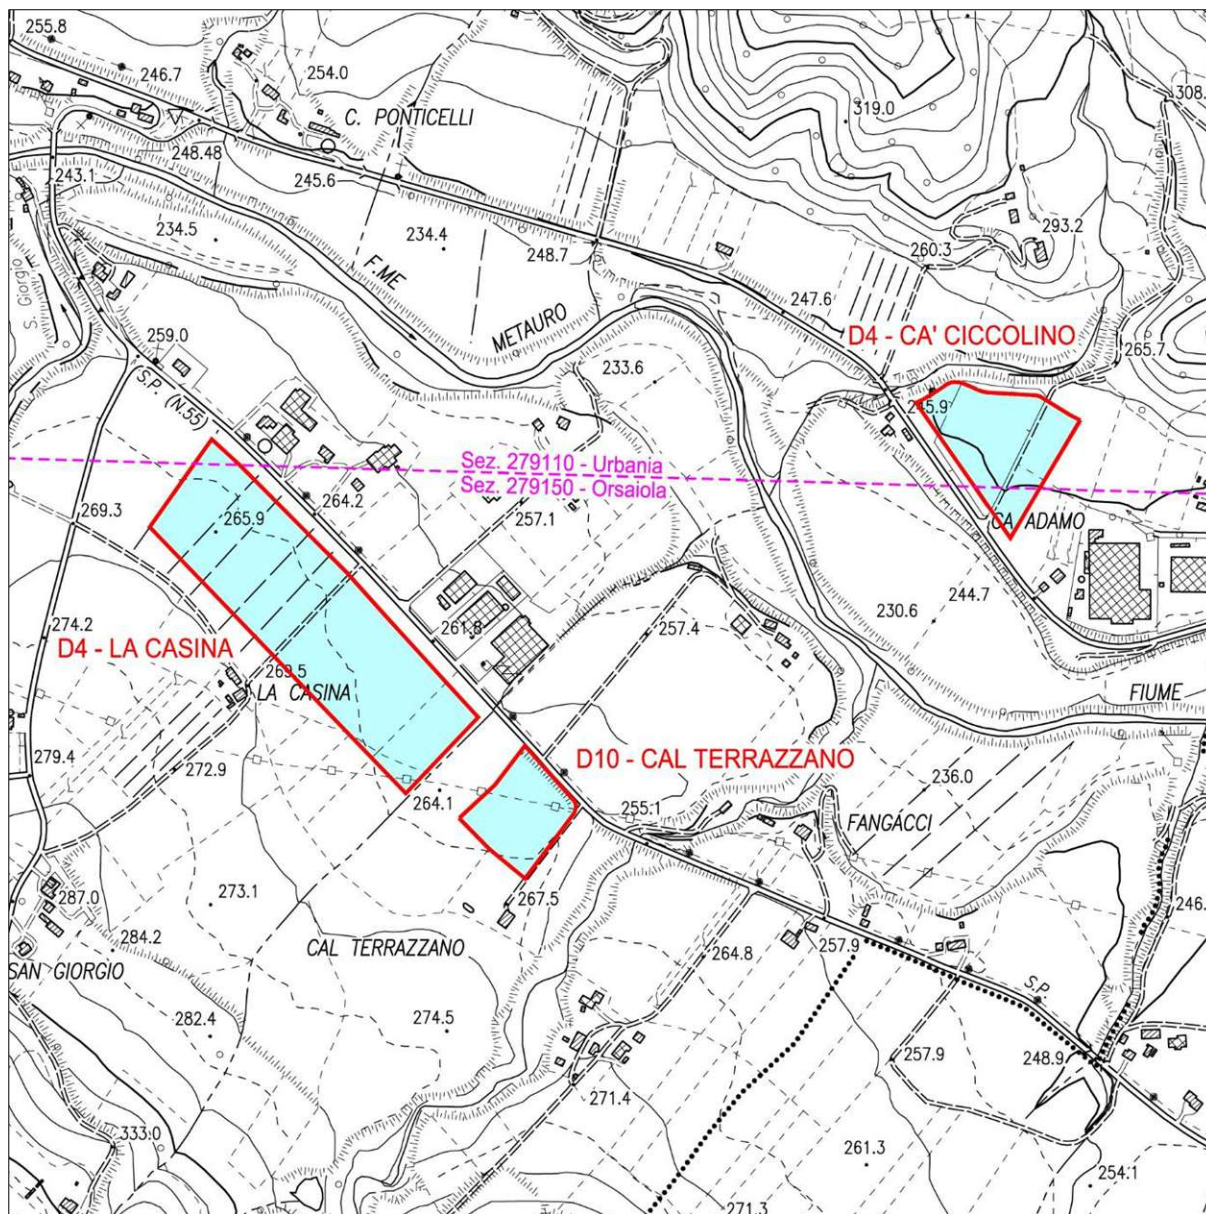 255.8
246.7
254.0
C. PONTICELLI
319.0
308.
248.48
245.6
243.1
234.5
234.4
248.7
260.3
293.2
S. Giorgio
F.ME
METAURO
247.6
D4 - CA' CICCOLINO
259.0
233.6
265.7
S.P. (N.55)
245.9
Sez. 279110 - Urbania
Sez. 279150 - Orsaiola
264.2
269.3
265.9
257.1
CA ADAMO
230.6
244.7
274.2
261.8
257.4
D4 - LA CASINA
269.5
LA CASINA
FIUME
279.4
272.9
D10 - CAL TERRAZZANO
264.1
255.1
236.0
FANGACCI
287.0
273.1
267.5
246.
284.2
CAL TERRAZZANO
264.8
257.9
SAN GIORGIO
S.P.
282.4
274.5
257.9
248.9
271.4
333.0
261.3
254.1
271.3